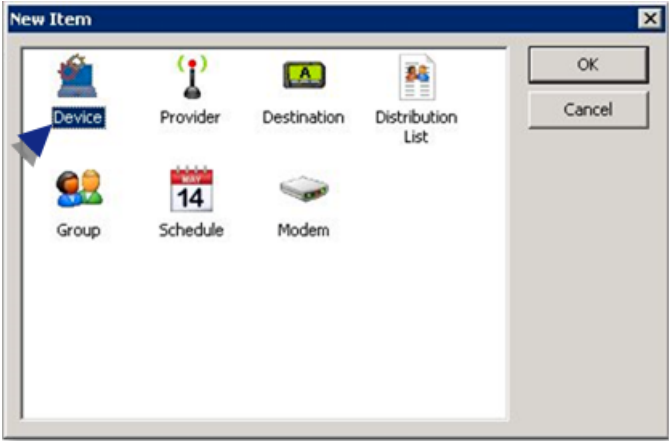 New Item
OK
Cancel
A
Device
Provider
Destination
Distribution
List
MAY
14
Group
Schedule
Modem